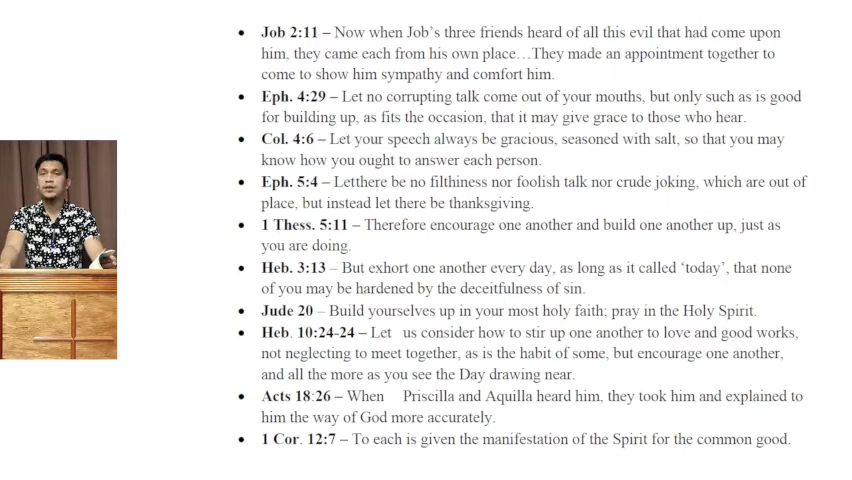 • Job 2:11 – Now when Job's three friends heard of all this evil that had come upon
him, they came each from his own place…They made an appointment together to
come to show him sympathy and comfort him.
• Eph. 4:29 – Let no corrupting talk come out of your mouths, but only such as is good
for building up, as fits the occasion, that it may give grace to those who hear.
• Col. 4:6 – Let your speech always be gracious, seasoned with salt, so that you may
know how you ought to answer each person.
• Eph. 5:4 – Letthere be no filthiness nor foolish talk nor crude joking, which are out of
place, but instead let there be thanksgiving.
• 1 Thess. 5:11 – Therefore encourage one another and build one another up, just as
you are doing.
• Heb. 3:13 – But exhort one another every day, as long as it called 'today', that none
of you may be hardened by the deceitfulness of sin.
• Jude 20 – Build yourselves up in your most holy faith; pray in the Holy Spirit.
• Heb. 10:24-24 – Let us consider how to stir up one another to love and good works,
not neglecting to meet together, as is the habit of some, but encourage one another,
and all the more as you see the Day drawing near.
• Acts 18:26 – When Priscilla and Aquilla heard him, they took him and explained to
him the way of God more accurately.
• 1 Cor. 12:7 – To each is given the manifestation of the Spirit for the common good.